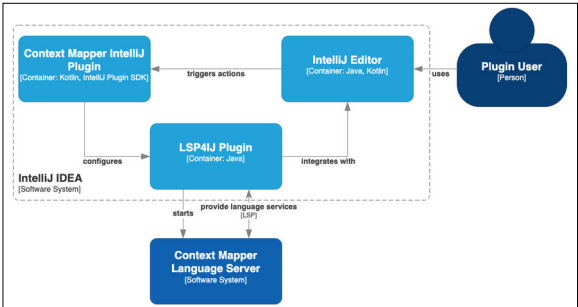 Context Mapper IntelliJ
Plugin
[Container: Kotlin, IntelliJ Plugin SDK]
triggers actions
IntelliJ Editor
[Container: Java, Kotlin]
uses
Plugin User
[Person]
configures
LSP4IJ Plugin
[Container: Java]
integrates with
IntelliJ IDEA
[Software System]
starts
provide language services
[LSP]
Context Mapper
Language Server
[Software System]